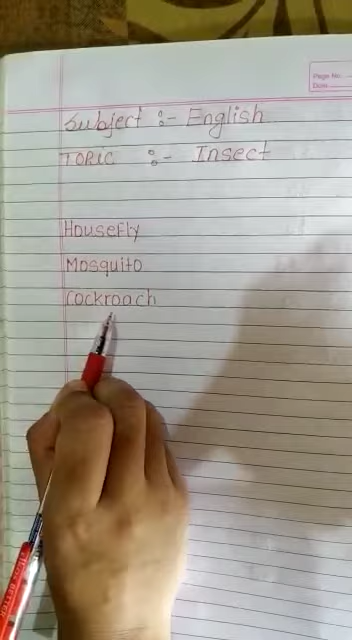 Page No.
Date
Subject :- English
TOPIC :- Insect
HouseFly
Mosquito
Cockroach